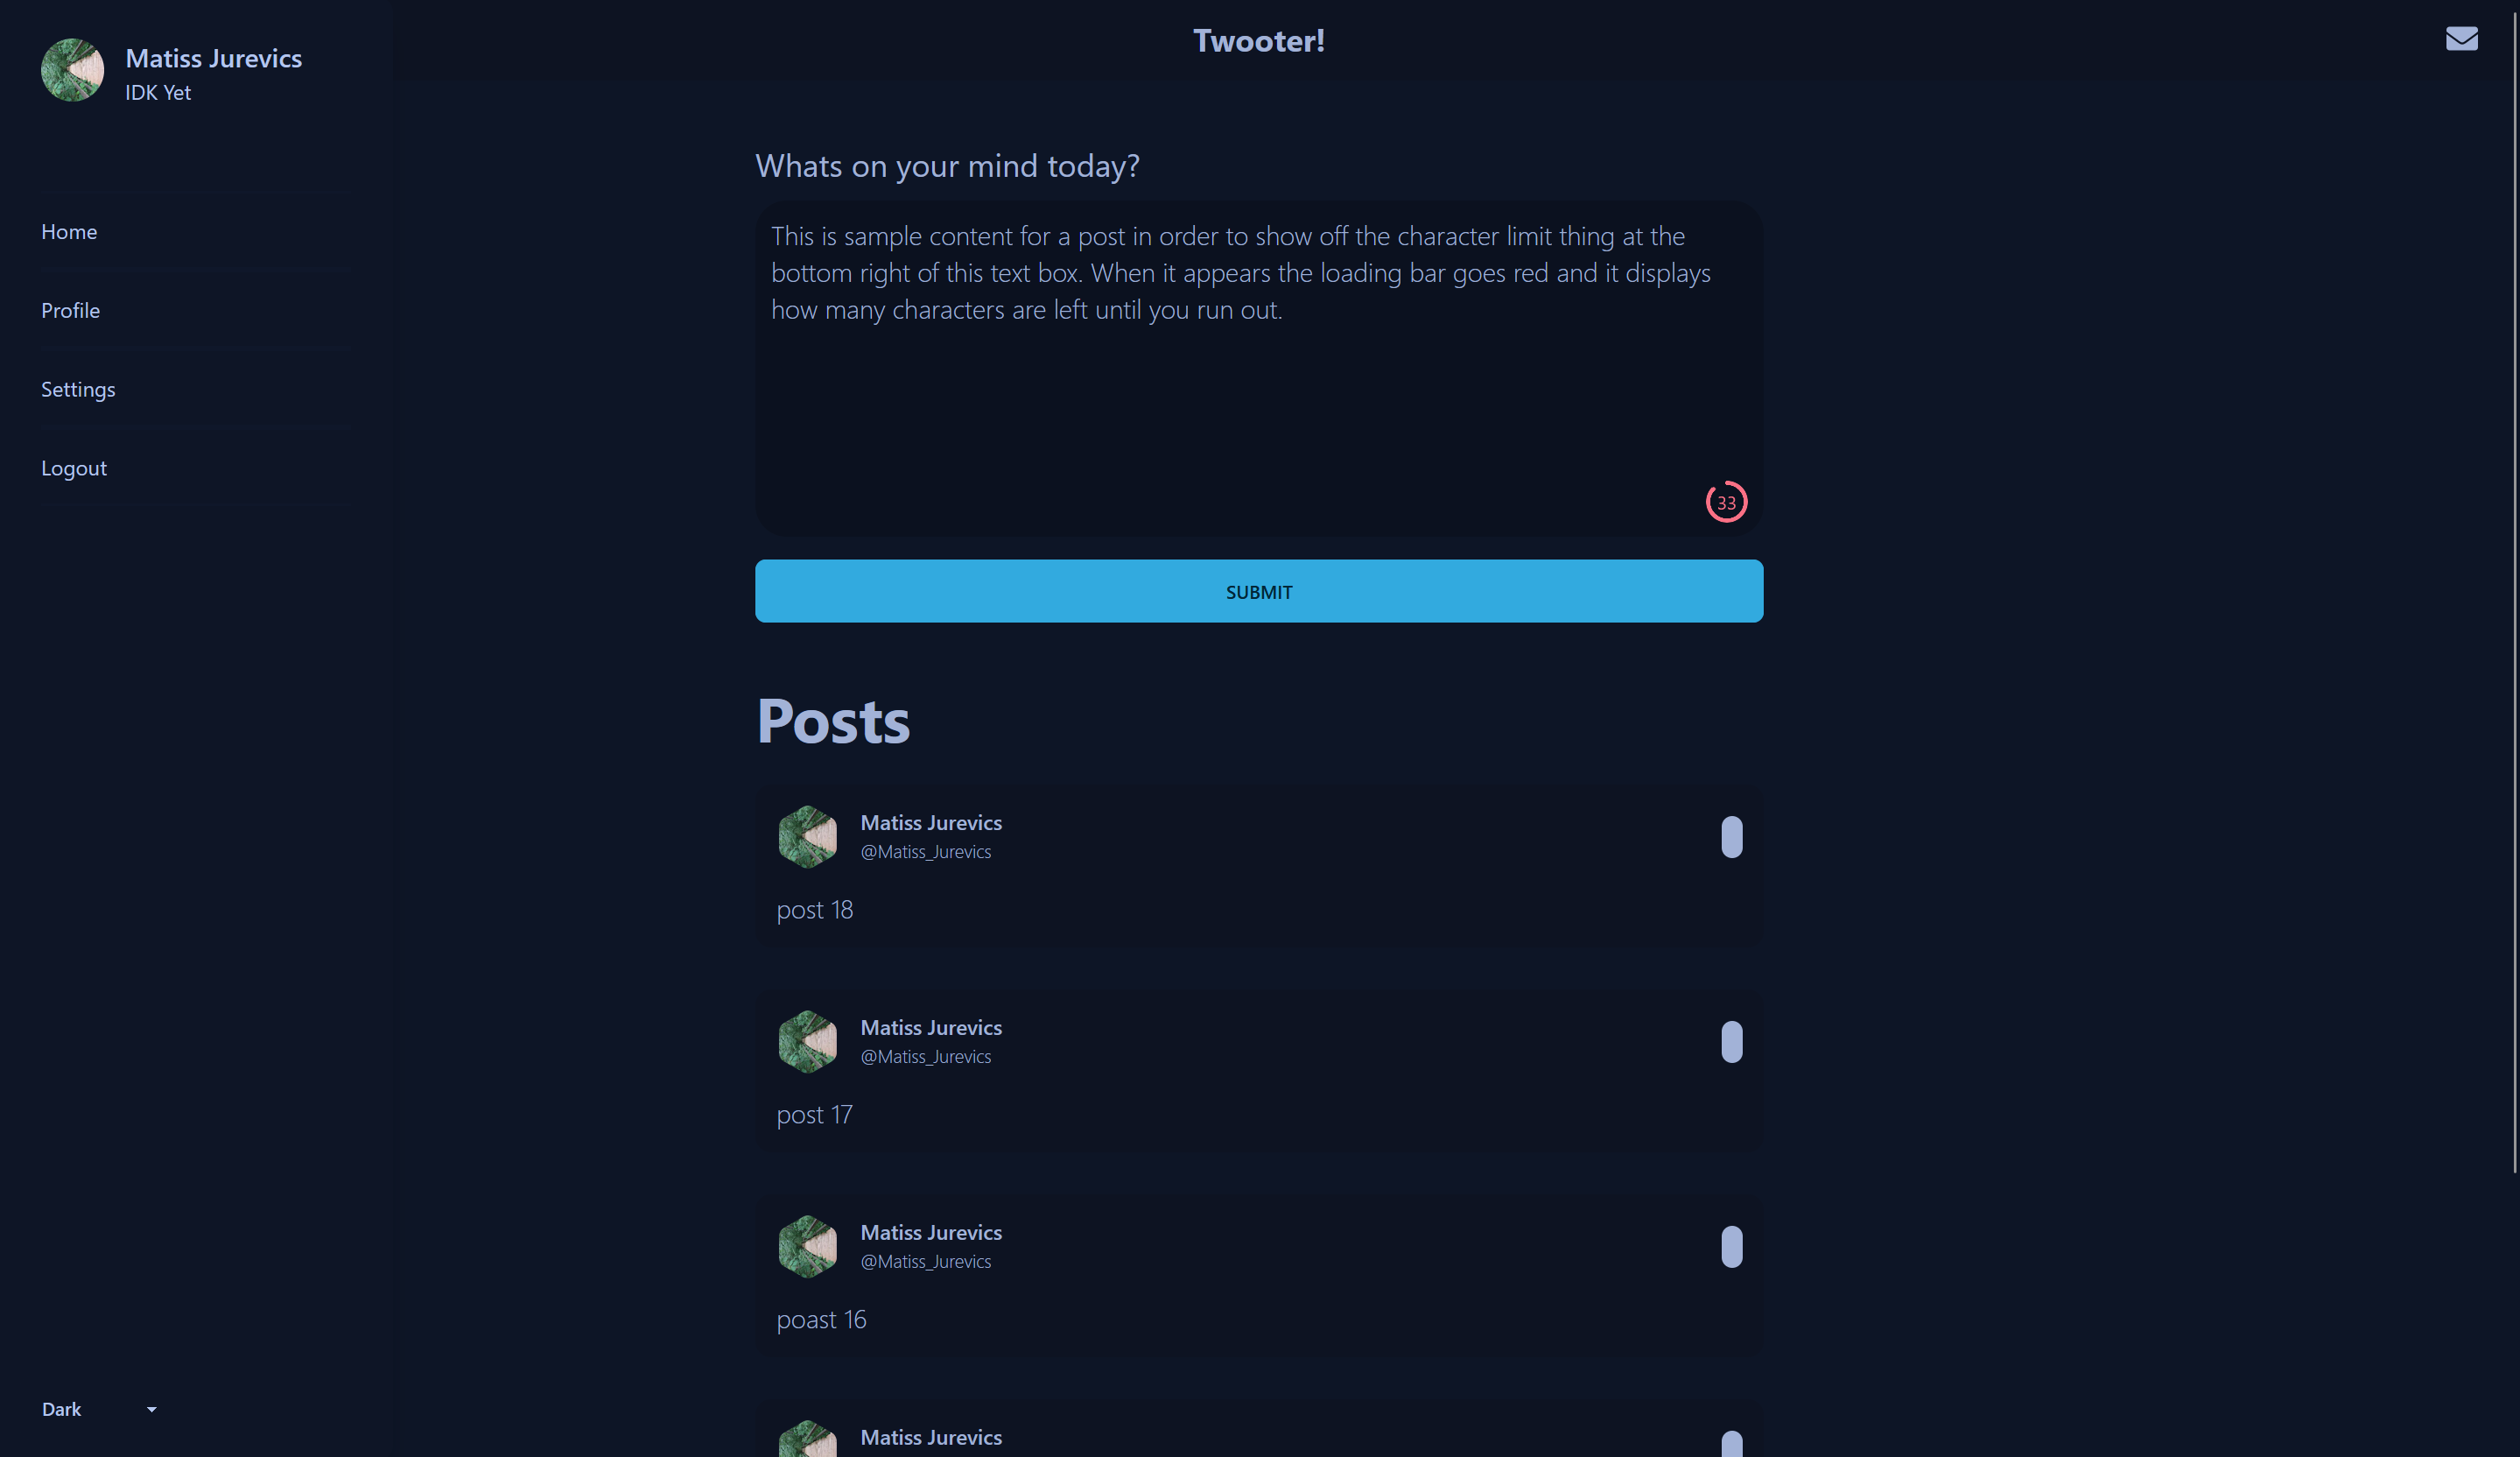 Matiss Jurevics
IDK Yet
Home
Profile
Settings
Logout
Dark
Twooter!
Whats on your mind today?
This is sample content for a post in order to show off the character limit thing at the
bottom right of this text box. When it appears the loading bar goes red and it displays
how many characters are left until you run out.
33
SUBMIT
Posts
Matiss Jurevics
@Matiss_Jurevics
post 18
Matiss Jurevics
@Matiss_Jurevics
post 17
Matiss Jurevics
@Matiss_Jurevics
poast 16
Matiss Jurevics